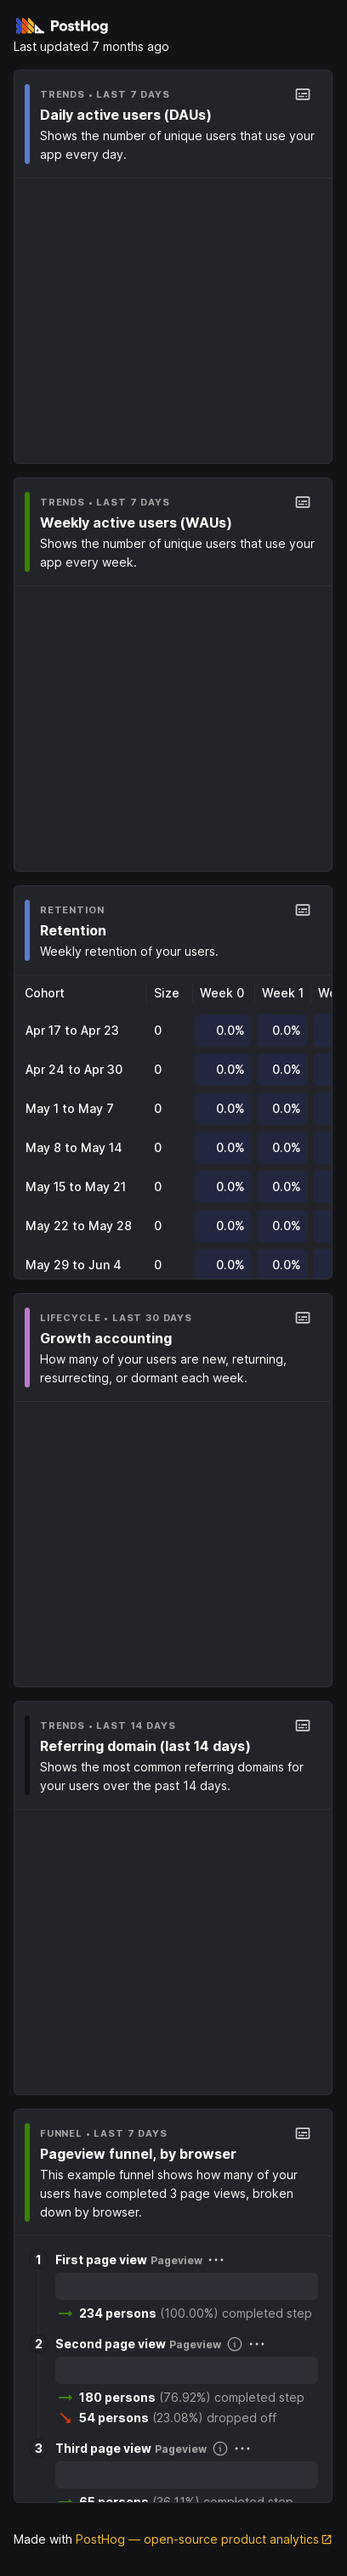 PostHog
Last updated 7 months ago
TRENDS • LAST 7 DAYS
Daily active users (DAUs)
Shows the number of unique users that use your
app every day.
TRENDS • LAST 7 DAYS
Weekly active users (WAUs)
Shows the number of unique users that use your
app every week.
RETENTION
Retention
Weekly retention of your users.
Cohort Size Week 0 Week 1 We
Apr 17 to Apr 23 0 0.0% 0.0%
Apr 24 to Apr 30 0 0.0% 0.0%
May 1 to May 7 0 0.0% 0.0%
May 8 to May 14 0 0.0% 0.0%
May 15 to May 21 0 0.0% 0.0%
May 22 to May 28 0 0.0% 0.0%
May 29 to Jun 4 0 0.0% 0.0%
LIFECYCLE • LAST 30 DAYS
Growth accounting
How many of your users are new, returning,
resurrecting, or dormant each week.
TRENDS • LAST 14 DAYS
Referring domain (last 14 days)
Shows the most common referring domains for
your users over the past 14 days.
FUNNEL • LAST 7 DAYS
Pageview funnel, by browser
This example funnel shows how many of your
users have completed 3 page views, broken
down by browser.
1 First page view Pageview
234 persons (100.00%) completed step
2 Second page view Pageview
180 persons (76.92%) completed step
54 persons (23.08%) dropped off
3 Third page view Pageview
65 persons (36.11%) completed step
Made with PostHog — open-source product analytics